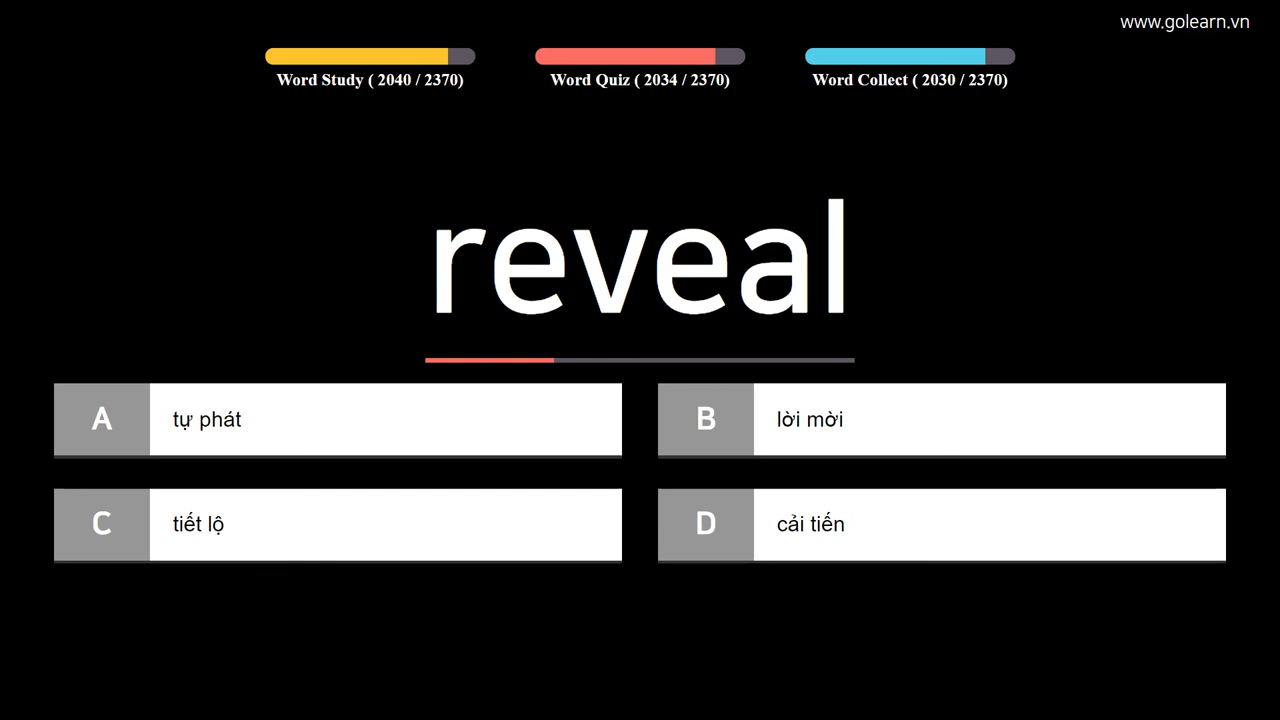 www.golearn.vn
Word Study ( 2040 / 2370)
Word Quiz ( 2034 / 2370)
Word Collect ( 2030 / 2370)
reveal
A tự phát
B lời mời
C tiết lộ
D cải tiến